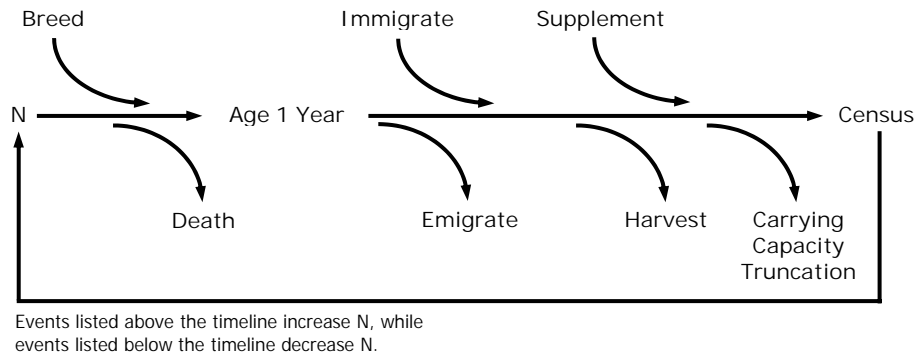 Breed
Immigrate
Supplement
N
Age 1 Year
Census
Death
Emigrate
Harvest
Carrying
Capacity
Truncation
Events listed above the timeline increase N, while
events listed below the timeline decrease N.